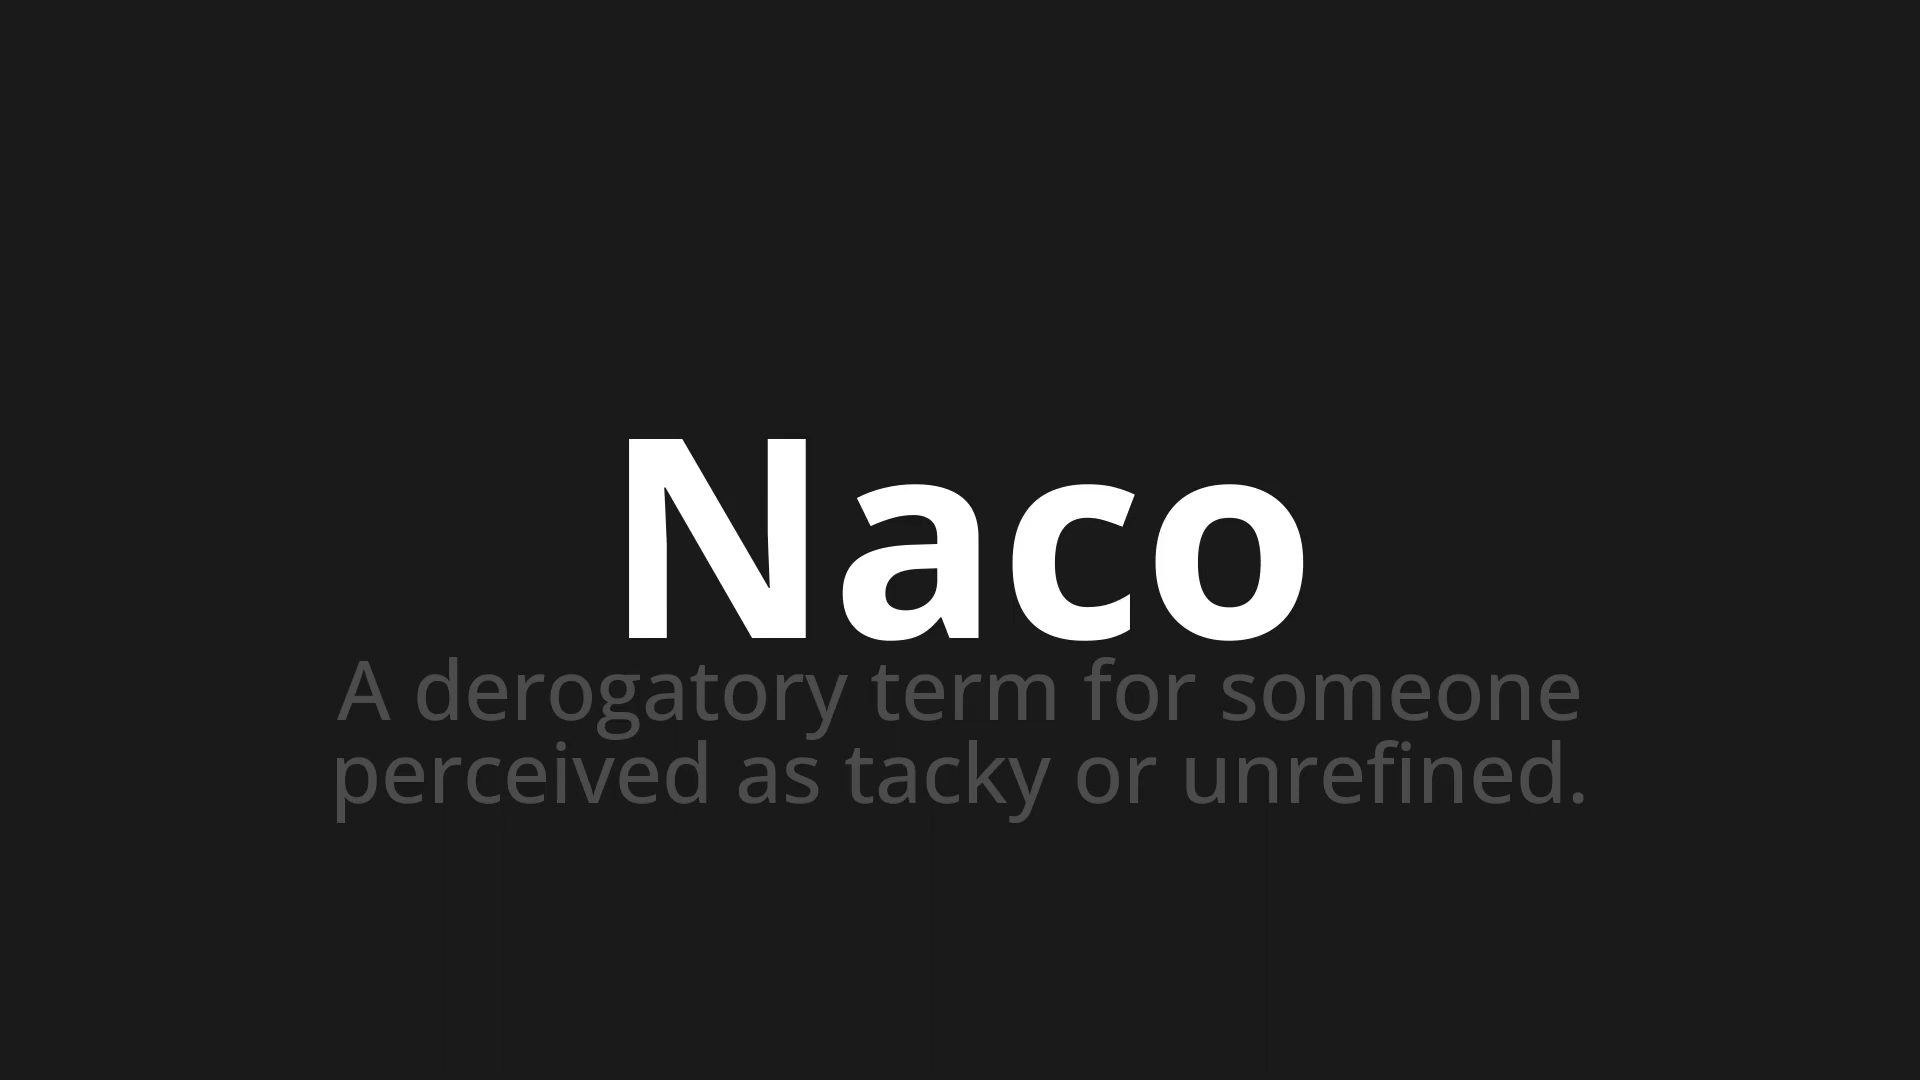 Naco
A derogatory term for someone
perceived as tacky or unrefined.